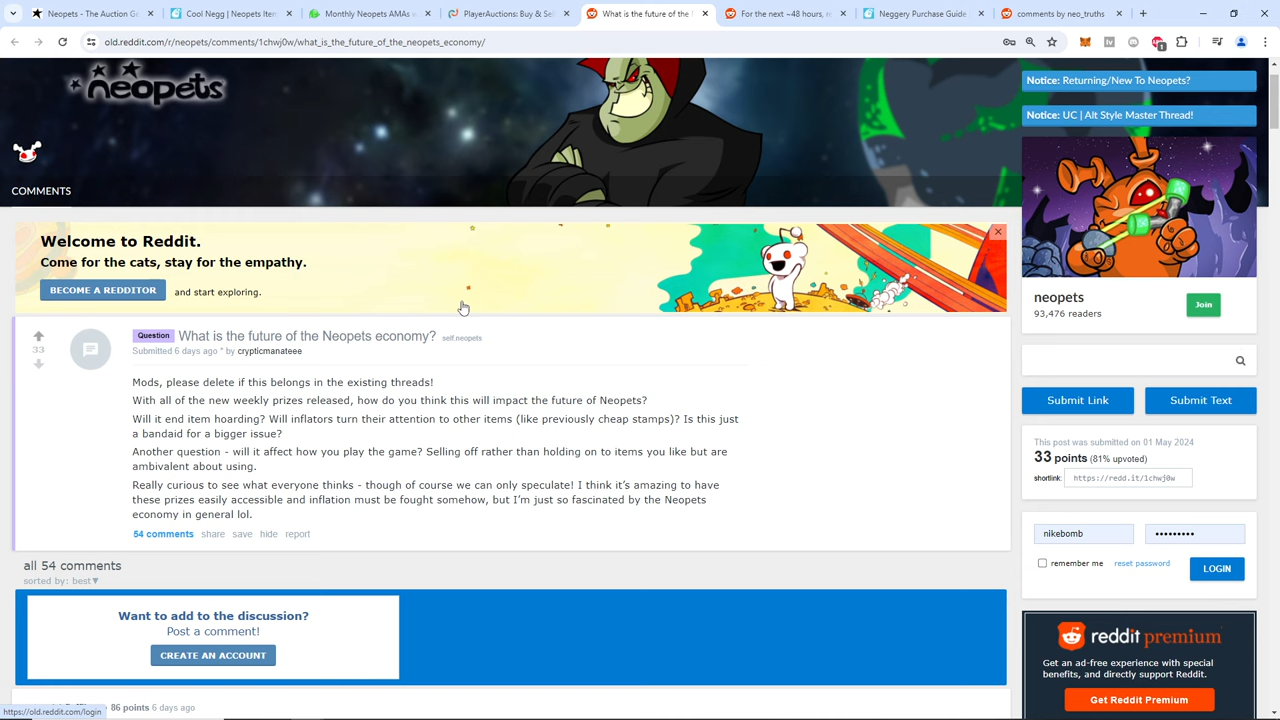 Neopets - The Auction Ge
Cool Negg | Neopets Iten
Monthly Neopets AMAs w
PlayerAuctions: Buy & Sel
What is the future of the N
For the next ~48 hours, re
Neggery Purchase Guide
comments by neo_truths
old.reddit.com/r/neopets/comments/1chwj0w/what_is_the_future_of_the_neopets_economy/
neopets
COMMENTS
Welcome to Reddit.
Come for the cats, stay for the empathy.
BECOME A REDDITOR and start exploring.
33
Question What is the future of the Neopets economy? self.neopets
Submitted 6 days ago * by crypticmanateee
Mods, please delete if this belongs in the existing threads!
With all of the new weekly prizes released, how do you think this will impact the future of Neopets?
Will it end item hoarding? Will inflators turn their attention to other items (like previously cheap stamps)? Is this just
a bandaid for a bigger issue?
Another question - will it affect how you play the game? Selling off rather than holding on to items you like but are
ambivalent about using.
Really curious to see what everyone thinks - though of course we can only speculate! I think it's amazing to have
these prizes easily accessible and inflation must be fought somehow, but I'm just so fascinated by the Neopets
economy in general lol.
54 comments share save hide report
all 54 comments
sorted by: best▼
Want to add to the discussion?
Post a comment!
CREATE AN ACCOUNT
86 points 6 days ago
https://old.reddit.com/login
Notice: Returning/New To Neopets?
Notice: UC | Alt Style Master Thread!
neopets
93,476 readers
Join
Submit Link
Submit Text
This post was submitted on 01 May 2024
33 points (81% upvoted)
shortlink: https://redd.it/1chwj0w
nikebomb
•••••••••
remember me reset password
LOGIN
reddit premium
Get an ad-free experience with special
benefits, and directly support Reddit.
Get Reddit Premium